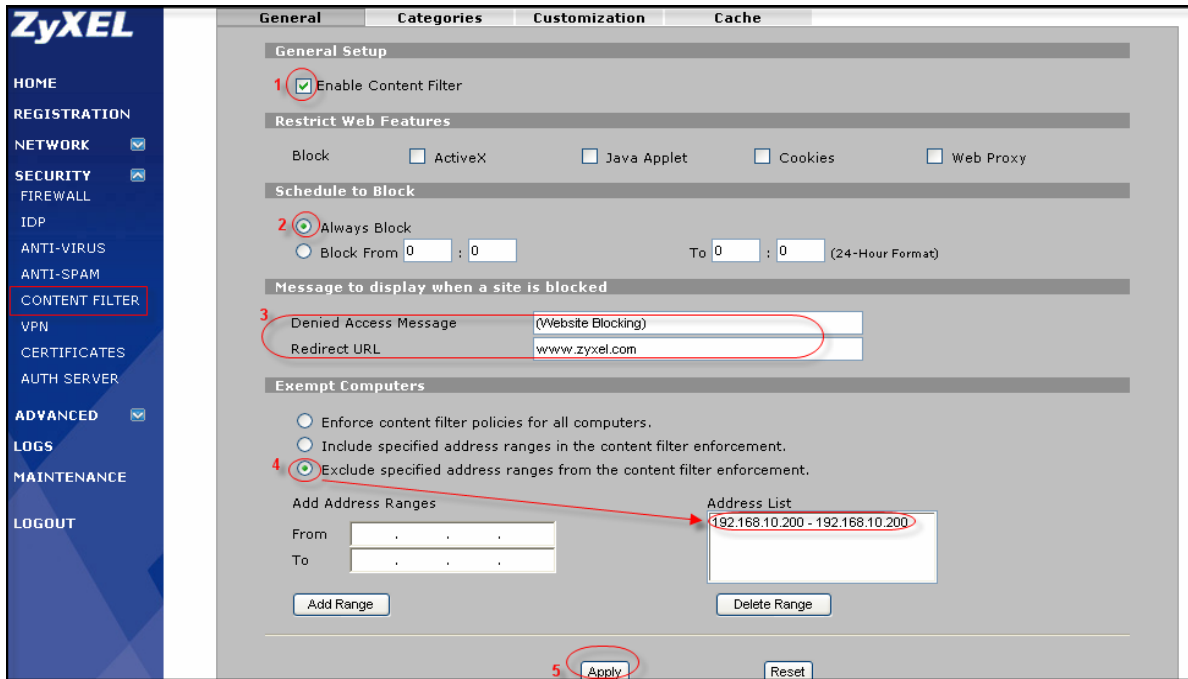 ZyXEL
HOME
REGISTRATION
NETWORK
SECURITY
FIREWALL
IDP
ANTI-VIRUS
ANTI-SPAM
CONTENT FILTER
VPN
CERTIFICATES
AUTH SERVER
ADVANCED
LOGS
MAINTENANCE
LOGOUT
General Categories Customization Cache
General Setup
1 Enable Content Filter
Restrict Web Features
Block ActiveX Java Applet Cookies Web Proxy
Schedule to Block
2 Always Block
Block From 0 : 0 To 0 : 0 (24-Hour Format)
Message to display when a site is blocked
3
Denied Access Message (Website Blocking)
Redirect URL www.zyxel.com
Exempt Computers
Enforce content filter policies for all computers.
Include specified address ranges in the content filter enforcement.
4 Exclude specified address ranges from the content filter enforcement.
Add Address Ranges Address List
192.168.10.200 - 192.168.10.200
From . . .
To . . .
Add Range Delete Range
5 Apply Reset